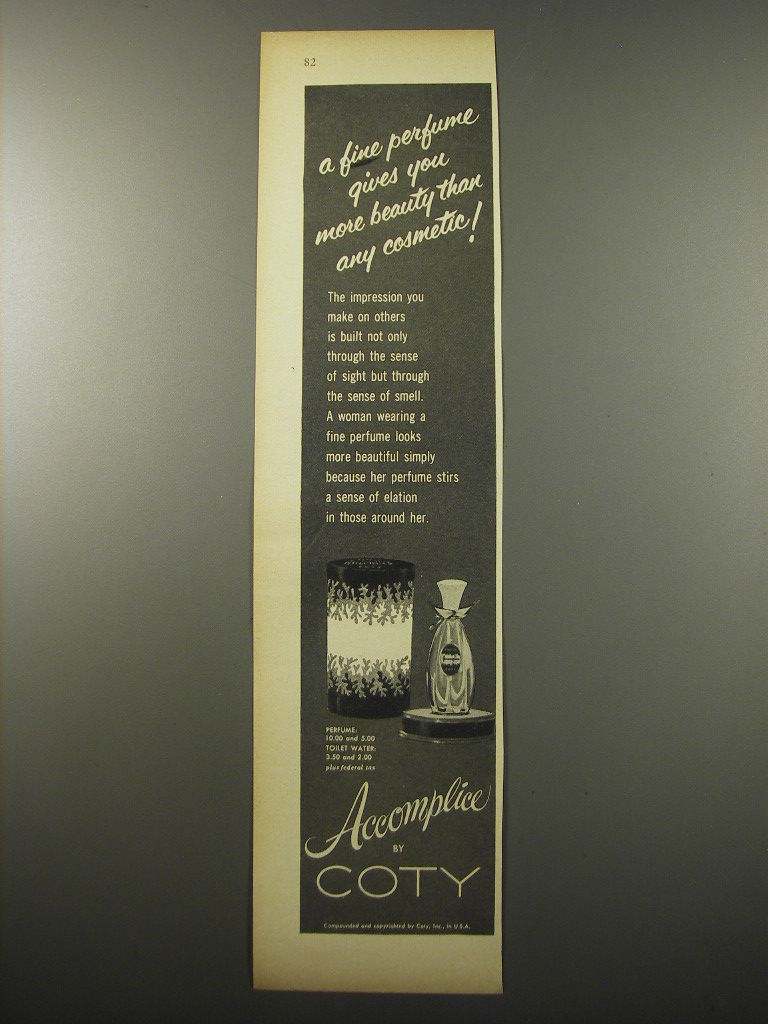 82
a fine perfume
gives you
more beauty than
any cosmetic!
The impression you
make on others
is built not only
through the sense
of sight but through
the sense of smell.
A woman wearing a
fine perfume looks
more beautiful simply
because her perfume stirs
a sense of elation
in those around her.
PERFUME:
10.00 and 5.00
TOILET WATER:
3.50 and 2.00
plus federal tax
Accomplice
BY
COTY
Compounded and copyrighted by Coty, Inc., in U.S.A.